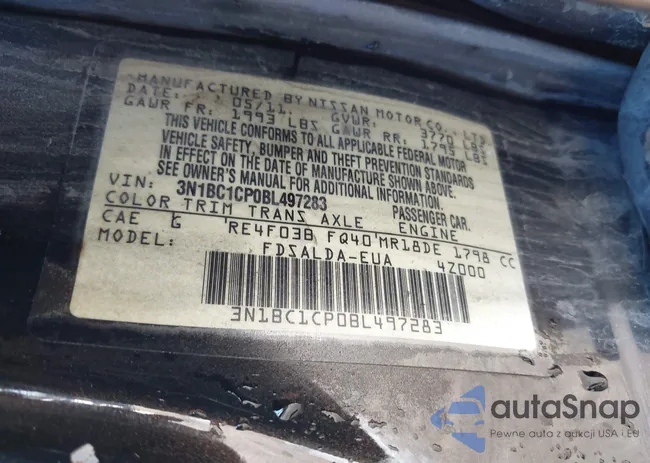 MANUFACTURED BY NISSAN MOTOR CO., LTD
DATE: 05/11 GVWR: 3770 LBS
GAWR FR: 1993 LBS GAWR RR: 1795 LBS
THIS VEHICLE CONFORMS TO ALL APPLICABLE FEDERAL MOTOR
VEHICLE SAFETY, BUMPER AND THEFT PREVENTION STANDARDS
IN EFFECT ON THE DATE OF MANUFACTURE SHOWN ABOVE.
SEE OWNER'S MANUAL FOR ADDITIONAL INFORMATION.
VIN: 3N1BC1CP0BL497283 PASSENGER CAR.
COLOR TRIM TRANS AXLE ENGINE
CAE G RE4F03B FQ40 MR18DE 1798 CC
MODEL FDSALDA-EUA 4Z000
3N1BC1CP0BL497283
autaSnap
Pewne auta z aukcji USA i EU